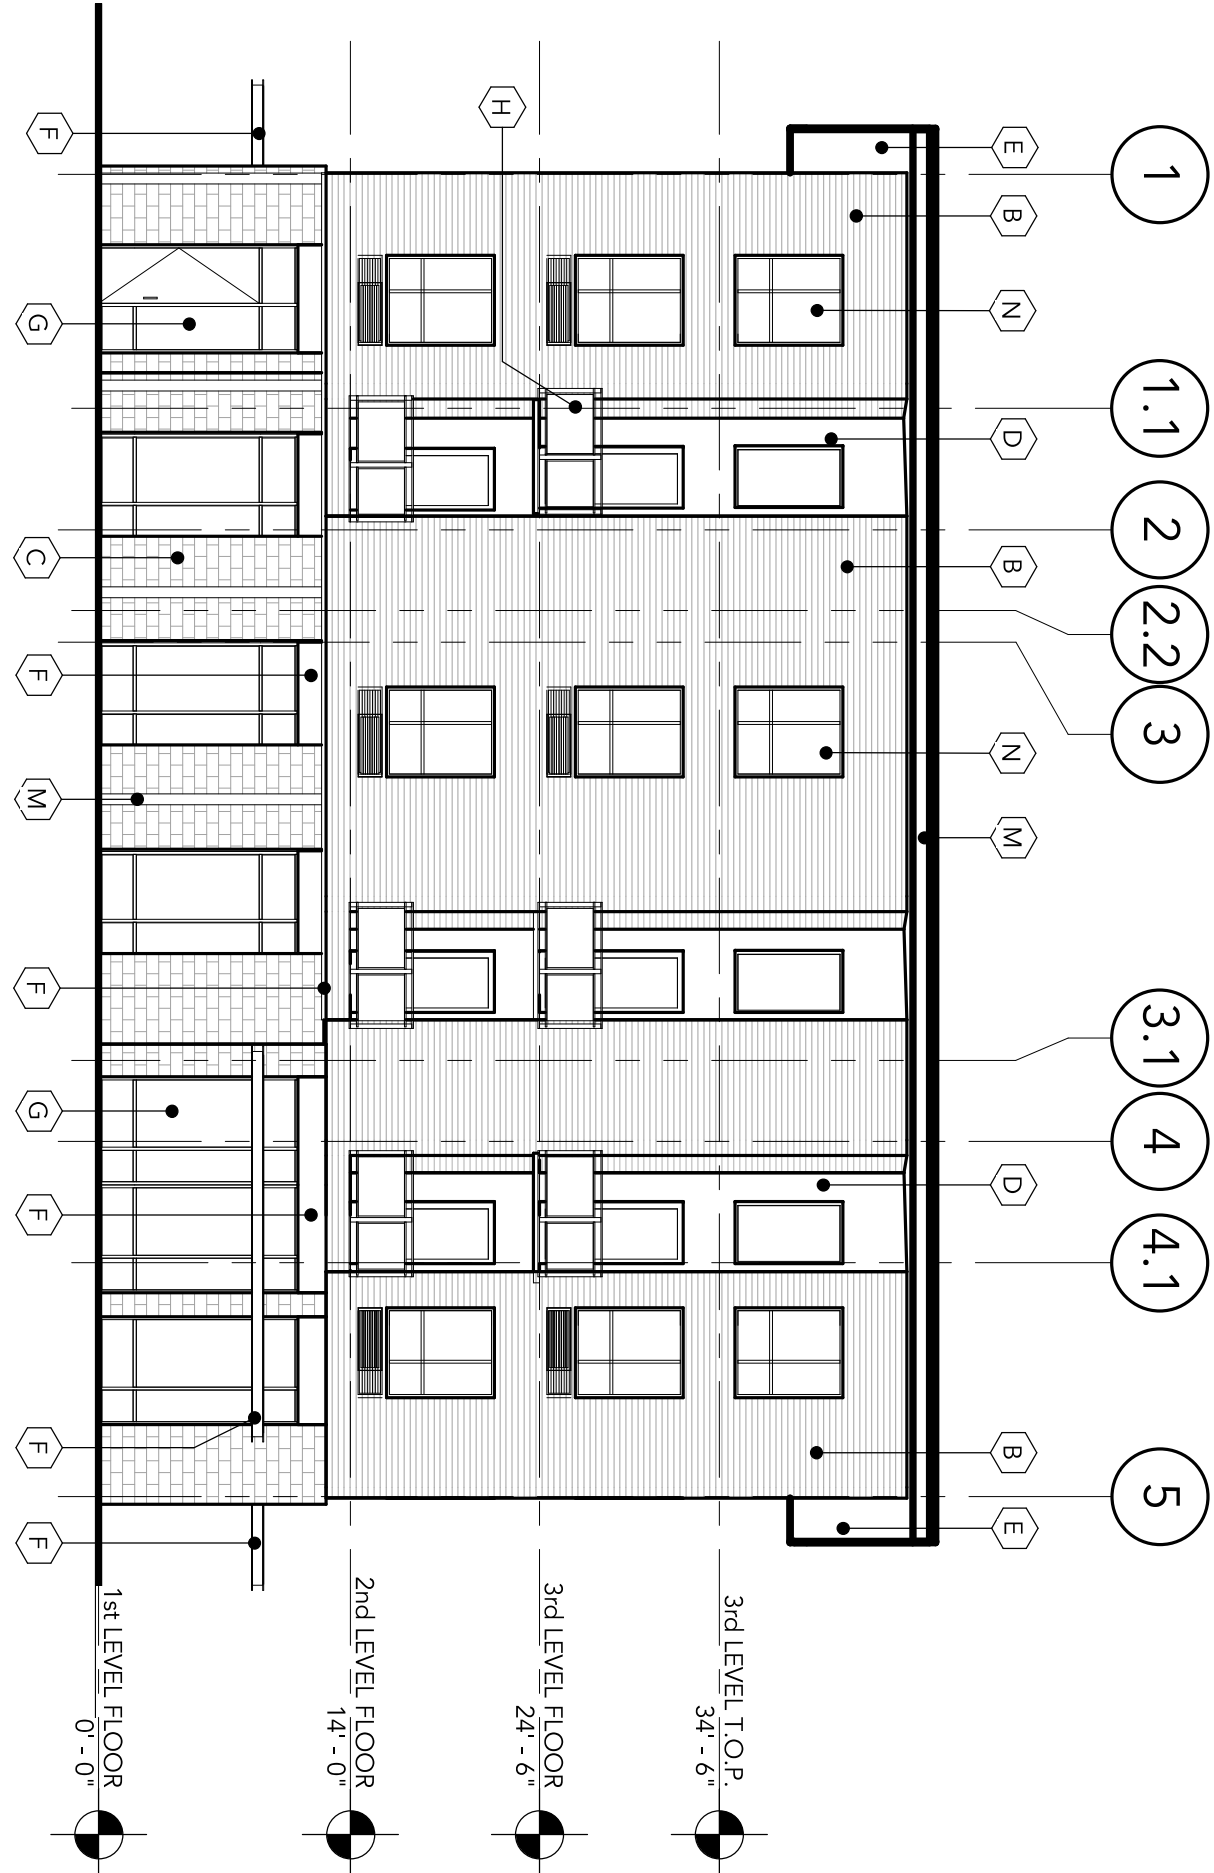 1
1.1
2
2.2
3
3.1
4
4.1
5
E
B
N
D
B
N
M
D
B
E
H
F
G
C
F
M
F
G
F
F
F
3rd LEVEL T.O.P.
34' - 6"
3rd LEVEL FLOOR
24' - 6"
2nd LEVEL FLOOR
14' - 0"
1st LEVEL FLOOR
0' - 0"